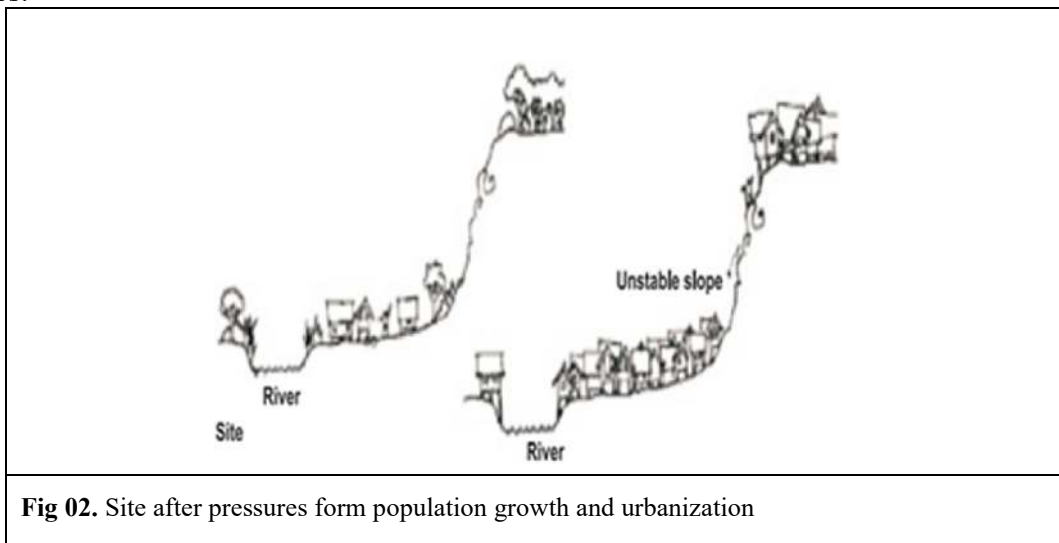 Unstable slope
River
Site
River
Fig 02. Site after pressures form population growth and urbanization